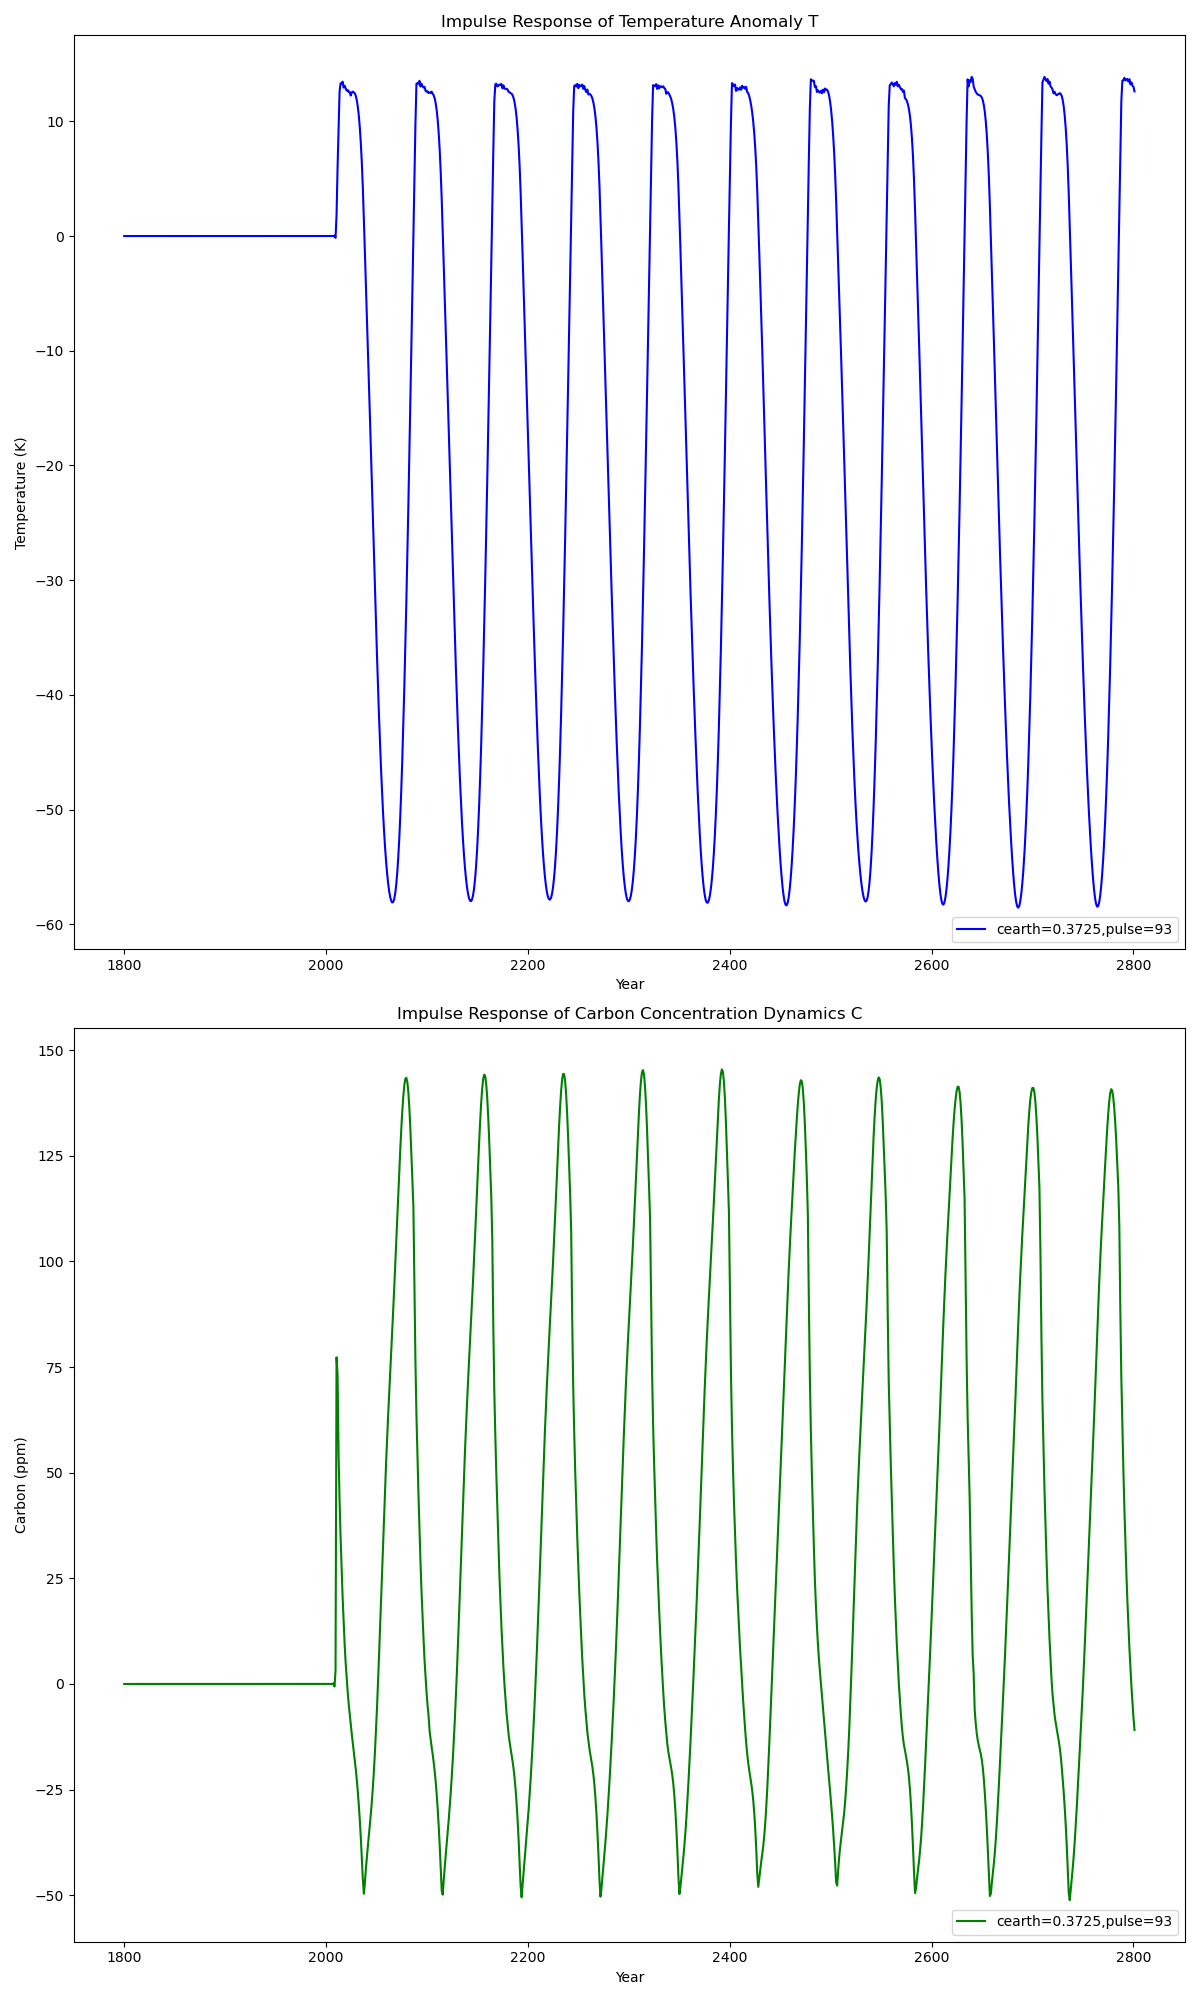 Impulse Response of Temperature Anomaly T
10
0
−10
−20
−30
−40
−50
−60
Temperature (K)
cearth=0.3725,pulse=93
1800 2000 2200 2400 2600 2800
Year
Impulse Response of Carbon Concentration Dynamics C
150
125
100
75
50
25
0
−25
−50
Carbon (ppm)
cearth=0.3725,pulse=93
1800 2000 2200 2400 2600 2800
Year